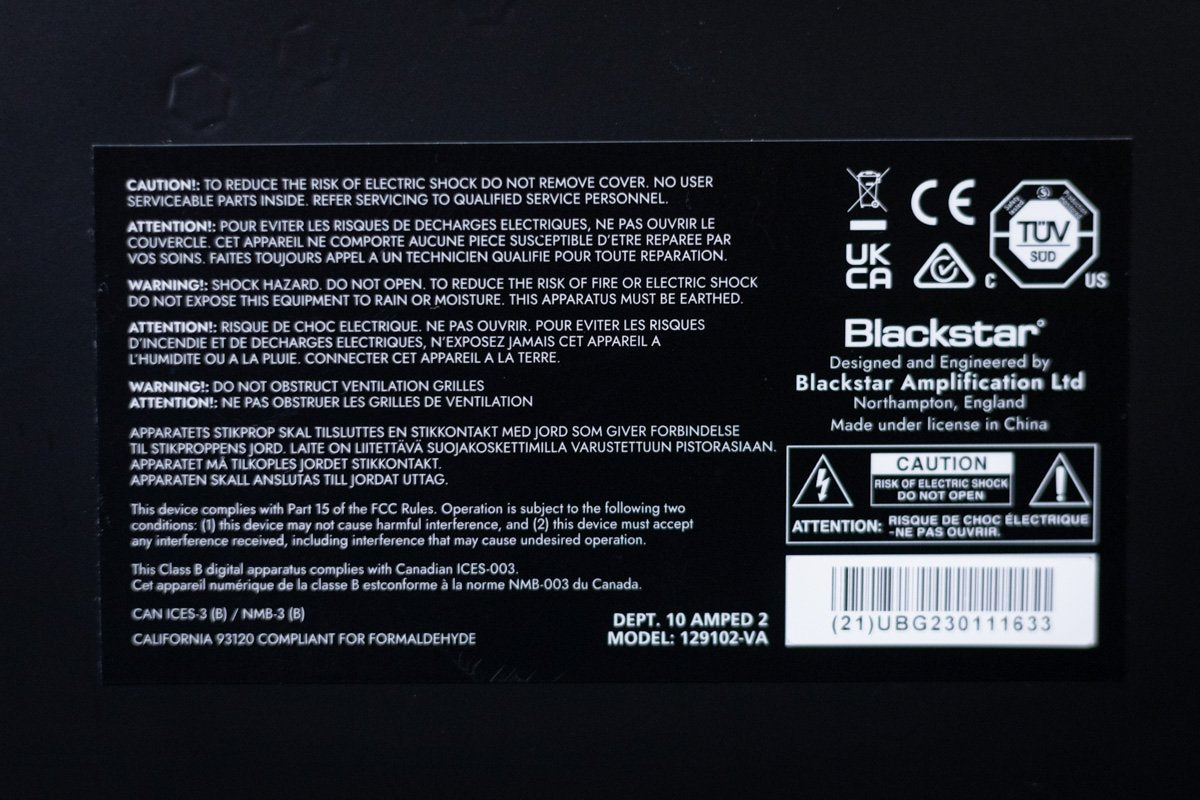 CAUTION!: TO REDUCE THE RISK OF ELECTRIC SHOCK DO NOT REMOVE COVER. NO USER
SERVICEABLE PARTS INSIDE. REFER SERVICING TO QUALIFIED SERVICE PERSONNEL.
ATTENTION!: POUR EVITER LES RISQUES DE DECHARGES ELECTRIQUES, NE PAS OUVRIR LE
COUVERCLE. CET APPAREIL NE COMPORTE AUCUNE PIECE SUSCEPTIBLE D'ETRE REPAREE PAR
VOS SOINS. FAITES TOUJOURS APPEL A UN TECHNICIEN QUALIFIE POUR TOUTE REPARATION.
WARNING!: SHOCK HAZARD. DO NOT OPEN. TO REDUCE THE RISK OF FIRE OR ELECTRIC SHOCK
DO NOT EXPOSE THIS EQUIPMENT TO RAIN OR MOISTURE. THIS APPARATUS MUST BE EARTHED.
ATTENTION!: RISQUE DE CHOC ELECTRIQUE. NE PAS OUVRIR. POUR EVITER LES RISQUES
D'INCENDIE ET DE DECHARGES ELECTRIQUES, N'EXPOSEZ JAMAIS CET APPAREIL A
L'HUMIDITE OU A LA PLUIE. CONNECTER CET APPAREIL A LA TERRE.
WARNING!: DO NOT OBSTRUCT VENTILATION GRILLES
ATTENTION!: NE PAS OBSTRUER LES GRILLES DE VENTILATION
APPARATETS STIKPROP SKAL TILSLUTTES EN STIKKONTAKT MED JORD SOM GIVER FORBINDELSE
TIL STIKPROPPENS JORD. LAITE ON LIITETTÄVÄ SUOJAKOSKETTIMILLA VARUSTETTUUN PISTORASIAAN.
APPARATET MÅ TILKOPLES JORDET STIKKONTAKT.
APPARATEN SKALL ANSLUTAS TILL JORDAT UTTAG.
This device complies with Part 15 of the FCC Rules. Operation is subject to the following two
conditions: (1) this device may not cause harmful interference, and (2) this device must accept
any interference received, including interference that may cause undesired operation.
This Class B digital apparatus complies with Canadian ICES-003.
Cet appareil numérique de la classe B estconforme à la norme NMB-003 du Canada.
CAN ICES-3 (B) / NMB-3 (B)
CALIFORNIA 93120 COMPLIANT FOR FORMALDEHYDE
DEPT. 10 AMPED 2
MODEL: 129102-VA
CE
UK
CA
TÜV
SÜD
C US
Blackstar
Designed and Engineered by
Blackstar Amplification Ltd
Northampton, England
Made under license in China
CAUTION
RISK OF ELECTRIC SHOCK
DO NOT OPEN
ATTENTION: RISQUE DE CHOC ÉLECTRIQUE
-NE PAS OUVRIR.
(21)UBG230111633